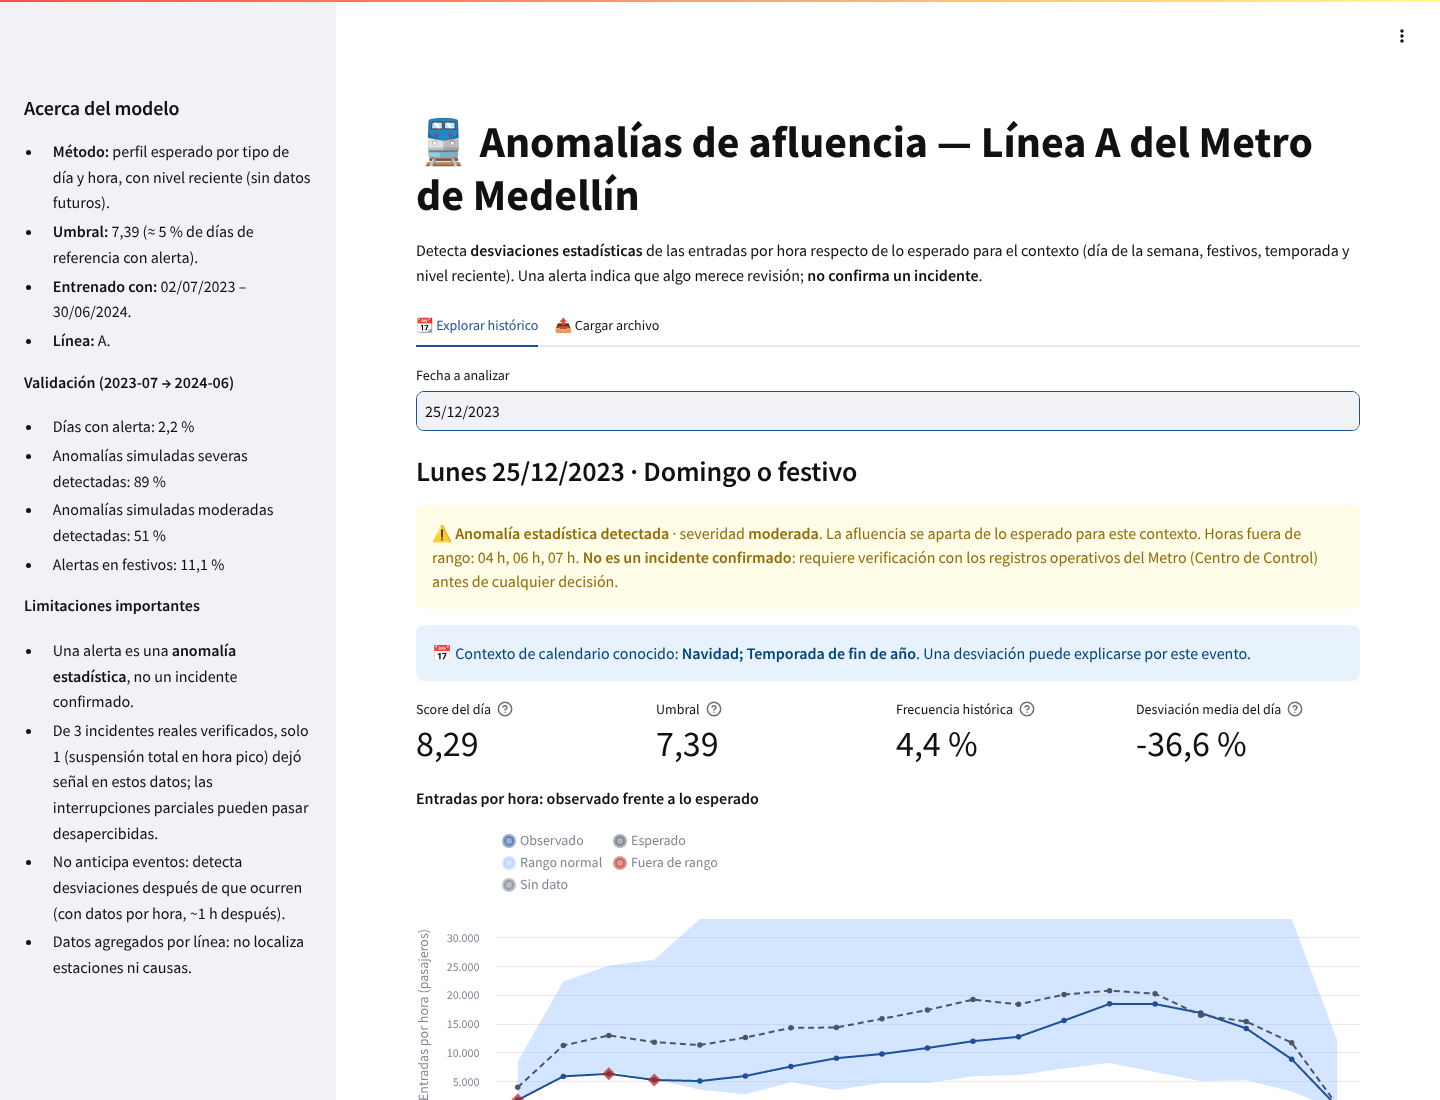 Acerca del modelo
Método: perfil esperado por tipo de
día y hora, con nivel reciente (sin datos
futuros).
Umbral: 7,39 (≈ 5 % de días de
referencia con alerta).
Entrenado con: 02/07/2023 –
30/06/2024.
Línea: A.
Validación (2023-07 → 2024-06)
Días con alerta: 2,2 %
Anomalías simuladas severas
detectadas: 89 %
Anomalías simuladas moderadas
detectadas: 51 %
Alertas en festivos: 11,1 %
Limitaciones importantes
Una alerta es una anomalía
estadística, no un incidente
confirmado.
De 3 incidentes reales verificados, solo
1 (suspensión total en hora pico) dejó
señal en estos datos; las
interrupciones parciales pueden pasar
desapercibidas.
No anticipa eventos: detecta
desviaciones después de que ocurren
(con datos por hora, ~1 h después).
Datos agregados por línea: no localiza
estaciones ni causas.
Anomalías de afluencia — Línea A del Metro
de Medellín
Detecta desviaciones estadísticas de las entradas por hora respecto de lo esperado para el contexto (día de la semana, festivos, temporada y
nivel reciente). Una alerta indica que algo merece revisión; no confirma un incidente.
Explorar histórico
Cargar archivo
Fecha a analizar
25/12/2023
Lunes 25/12/2023 · Domingo o festivo
Anomalía estadística detectada · severidad moderada. La afluencia se aparta de lo esperado para este contexto. Horas fuera de
rango: 04 h, 06 h, 07 h. No es un incidente confirmado: requiere verificación con los registros operativos del Metro (Centro de Control)
antes de cualquier decisión.
Contexto de calendario conocido: Navidad; Temporada de fin de año. Una desviación puede explicarse por este evento.
Score del día
8,29
Umbral
7,39
Frecuencia histórica
4,4 %
Desviación media del día
-36,6 %
Entradas por hora: observado frente a lo esperado
Observado
Esperado
Rango normal
Fuera de rango
Sin dato
Entradas por hora (pasajeros)
30.000
25.000
20.000
15.000
10.000
5.000